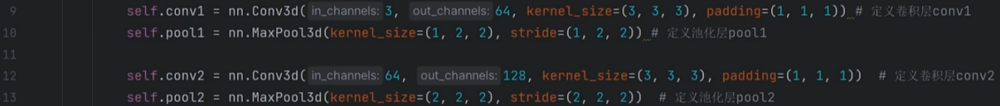 9 self.conv1 = nn.Conv3d(in_channels: 3, out_channels: 64, kernel_size=(3, 3, 3), padding=(1, 1, 1)) # 定义卷积层conv1
10 self.pool1 = nn.MaxPool3d(kernel_size=(1, 2, 2), stride=(1, 2, 2)) # 定义池化层pool1
11
12 self.conv2 = nn.Conv3d(in_channels: 64, out_channels: 128, kernel_size=(3, 3, 3), padding=(1, 1, 1)) # 定义卷积层conv2
13 self.pool2 = nn.MaxPool3d(kernel_size=(2, 2, 2), stride=(2, 2, 2)) # 定义池化层pool2